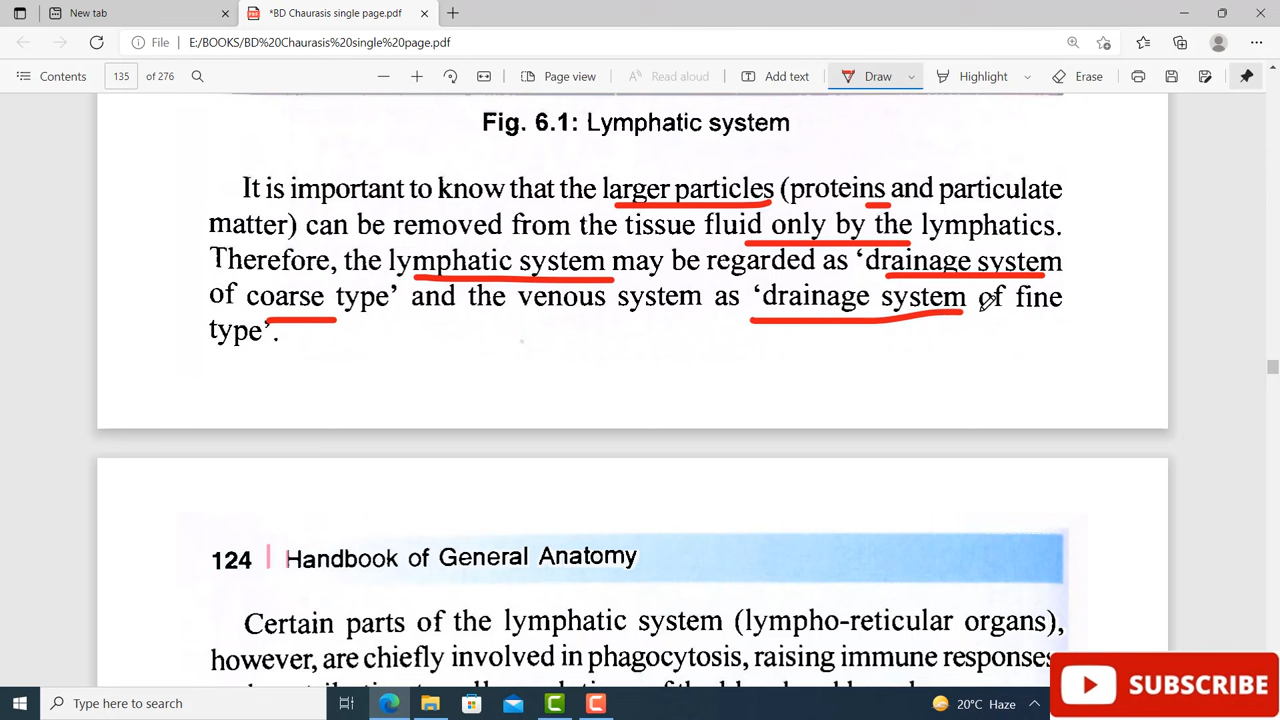 New tab
*BD Chaurasis single page.pdf
File
E:/BOOKS/BD%20Chaurasis%20single%20page.pdf
Contents
135
of 276
Page view
Read aloud
Add text
Draw
Highlight
Erase
Fig. 6.1: Lymphatic system
It is important to know that the larger particles (proteins and particulate
matter) can be removed from the tissue fluid only by the lymphatics.
Therefore, the lymphatic system may be regarded as ‘drainage system
of coarse type’ and the venous system as ‘drainage system of fine
type’.
124 Handbook of General Anatomy
Certain parts of the lymphatic system (lympho-reticular organs),
however, are chiefly involved in phagocytosis, raising immune responses
Type here to search
20°C Haze
SUBSCRIBE